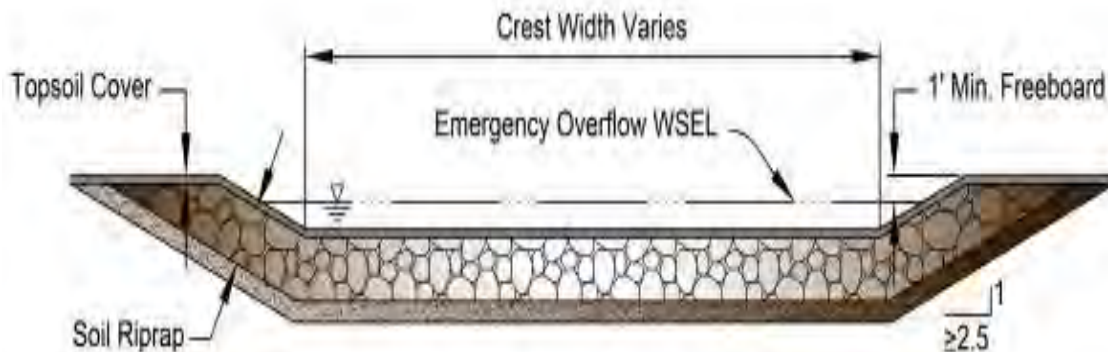 Crest Width Varies
Topsoil Cover
1' Min. Freeboard
Emergency Overflow WSEL
Soil Riprap
1
≥2.5